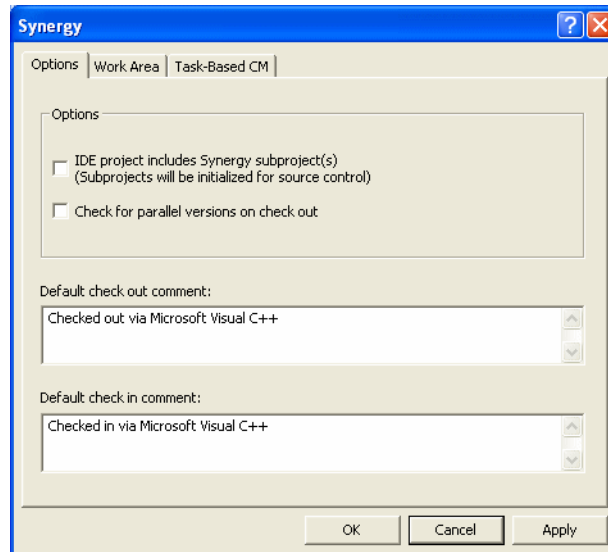 Synergy
Options
Work Area
Task-Based CM
Options
IDE project includes Synergy subproject(s)
(Subprojects will be initialized for source control)
Check for parallel versions on check out
Default check out comment:
Checked out via Microsoft Visual C++
Default check in comment:
Checked in via Microsoft Visual C++
OK
Cancel
Apply